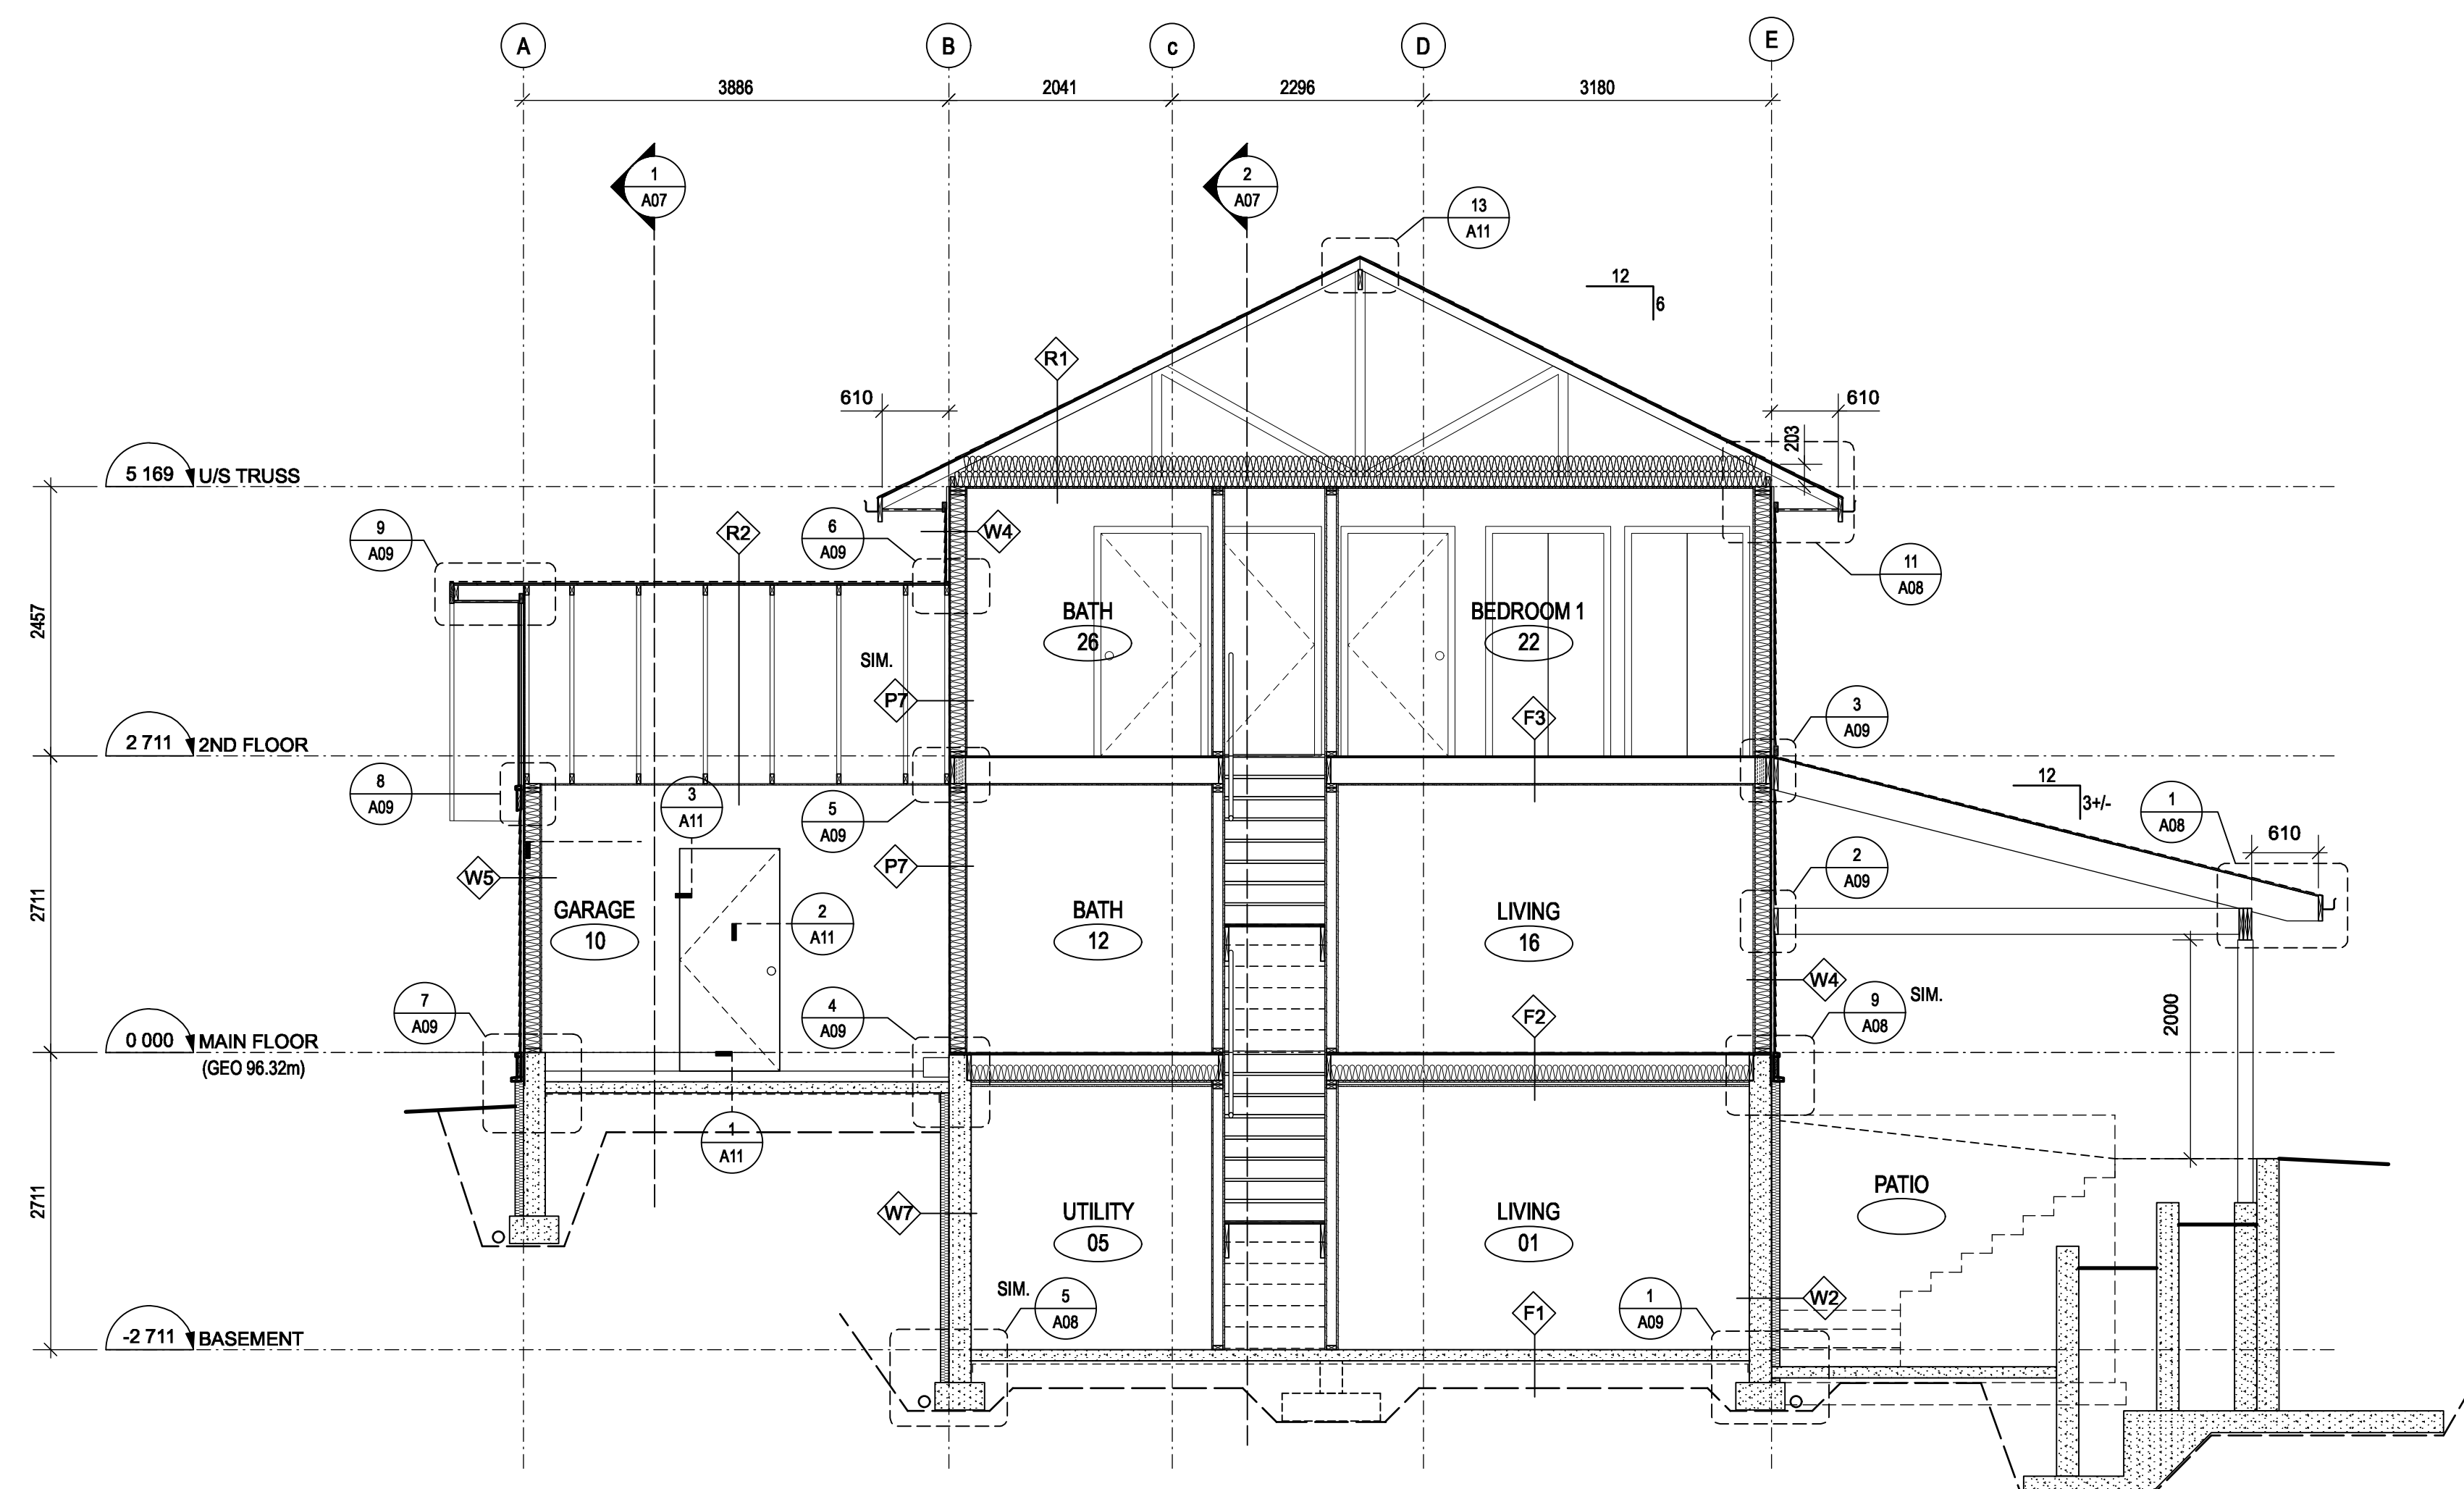 A
B
c
D
E
3886
2041
2296
3180
1
A07
2
A07
13
A11
12
6
R1
610
610
203
5 169
U/S TRUSS
9
A09
R2
6
A09
W4
11
A08
2457
BATH
26
BEDROOM 1
22
SIM.
P7
F3
3
A09
2 711
2ND FLOOR
8
A09
3
A11
5
A09
12
3+/-
1
A08
610
P7
2
A09
W5
2711
GARAGE
10
2
A11
BATH
12
LIVING
16
W4
7
A09
4
A09
F2
9
A08
SIM.
2000
0 000
MAIN FLOOR
(GEO 96.32m)
1
A11
2711
W7
UTILITY
05
LIVING
01
PATIO
SIM.
5
A08
F1
1
A09
W2
-2 711
BASEMENT